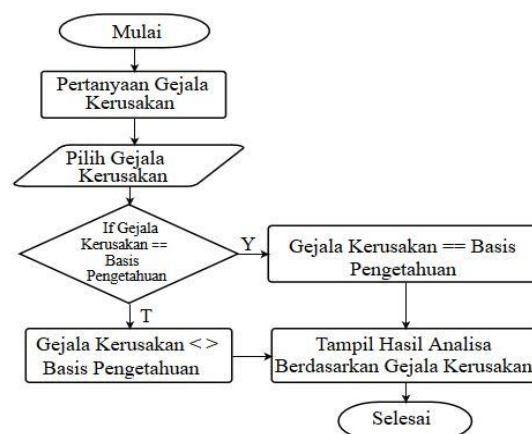 Mulai
Pertanyaan Gejala
Kerusakan
Pilih Gejala
Kerusakan
If Gejala
Kerusakan ==
Basis
Pengetahuan
Y
Gejala Kerusakan == Basis
Pengetahuan
T
Gejala Kerusakan < >
Basis Pengetahuan
Tampil Hasil Analisa
Berdasarkan Gejala Kerusakan
Selesai